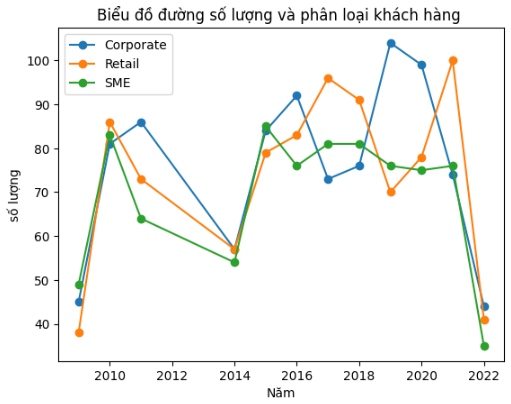 Biểu đồ đường số lượng và phân loại khách hàng
Corporate
Retail
SME
100
90
80
70
60
50
40
số lượng
2010 2012 2014 2016 2018 2020 2022
Năm